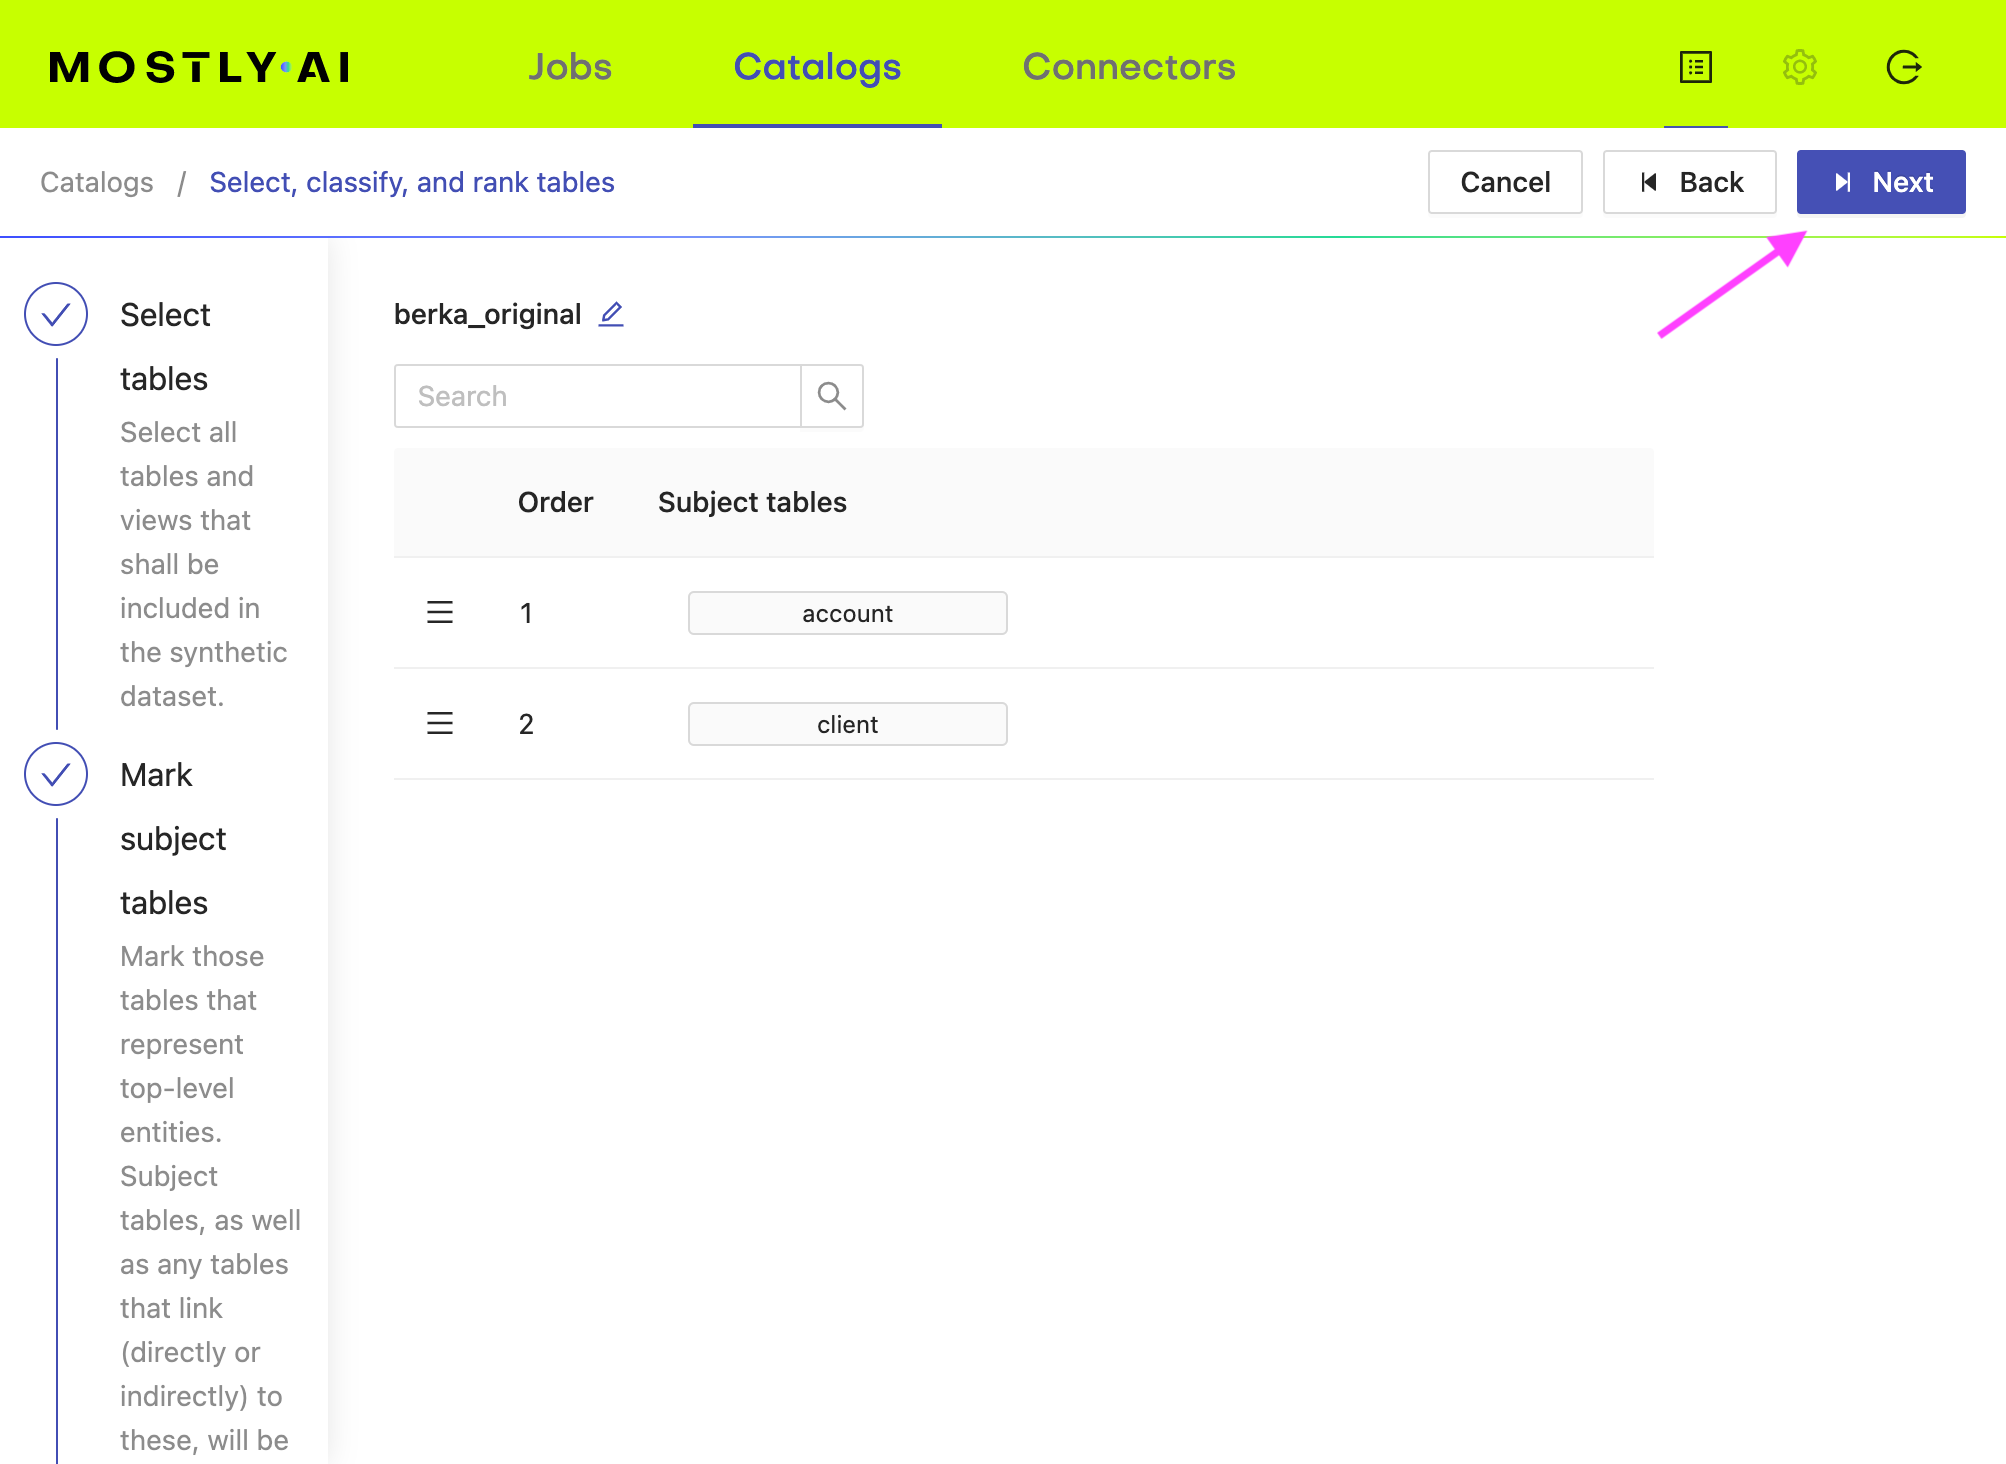 MOSTLY·AI
Jobs
Catalogs
Connectors
Catalogs / Select, classify, and rank tables
Cancel
Back
Next
Select
tables
Select all
tables and
views that
shall be
included in
the synthetic
dataset.
Mark
subject
tables
Mark those
tables that
represent
top-level
entities.
Subject
tables, as well
as any tables
that link
(directly or
indirectly) to
these, will be
berka_original
Search
Order Subject tables
1 account
2 client